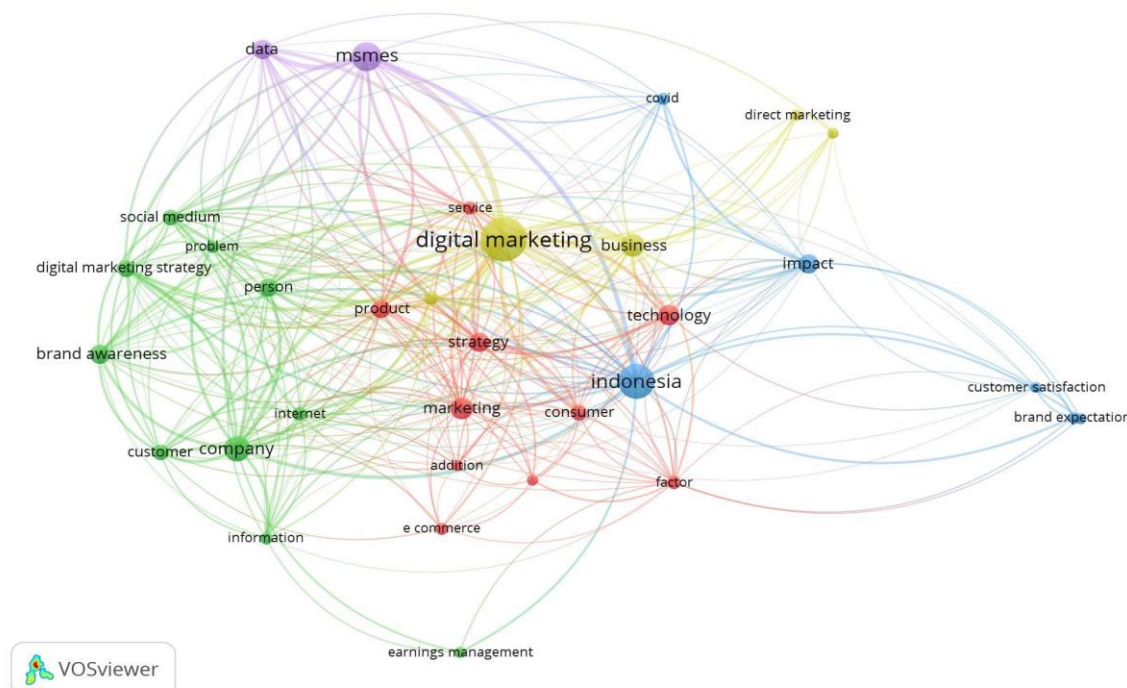 data
msmes
covid
direct marketing
service
social medium
digital marketing
business
problem
digital marketing strategy
impact
person
product
technology
strategy
brand awareness
indonesia
customer satisfaction
marketing
consumer
internet
brand expectation
customer
company
addition
factor
e commerce
information
earnings management
VOSviewer